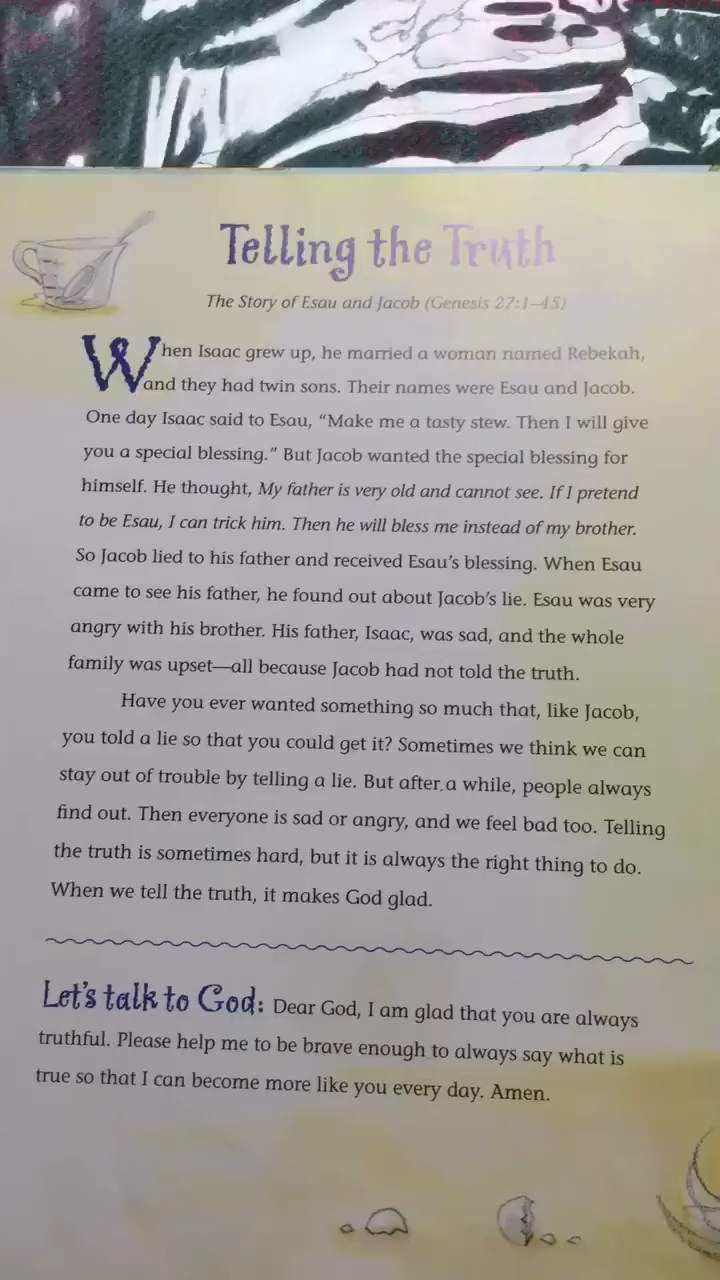 Telling the Truth
The Story of Esau and Jacob (Genesis 27:1–45)
When Isaac grew up, he married a woman named Rebekah,
and they had twin sons. Their names were Esau and Jacob.
One day Isaac said to Esau, “Make me a tasty stew. Then I will give
you a special blessing.” But Jacob wanted the special blessing for
himself. He thought, My father is very old and cannot see. If I pretend
to be Esau, I can trick him. Then he will bless me instead of my brother.
So Jacob lied to his father and received Esau’s blessing. When Esau
came to see his father, he found out about Jacob’s lie. Esau was very
angry with his brother. His father, Isaac, was sad, and the whole
family was upset—all because Jacob had not told the truth.
Have you ever wanted something so much that, like Jacob,
you told a lie so that you could get it? Sometimes we think we can
stay out of trouble by telling a lie. But after a while, people always
find out. Then everyone is sad or angry, and we feel bad too. Telling
the truth is sometimes hard, but it is always the right thing to do.
When we tell the truth, it makes God glad.
Let’s talk to God: Dear God, I am glad that you are always
truthful. Please help me to be brave enough to always say what is
true so that I can become more like you every day. Amen.